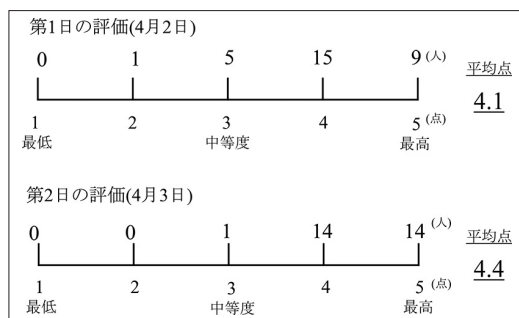 第1日の評価(4月2日)
0 1 5 15 9 (人)
平均点
4.1
1 2 3 4 5 (点)
最低 中等度 最高
第2日の評価(4月3日)
0 0 1 14 14 (人)
平均点
4.4
1 2 3 4 5 (点)
最低 中等度 最高